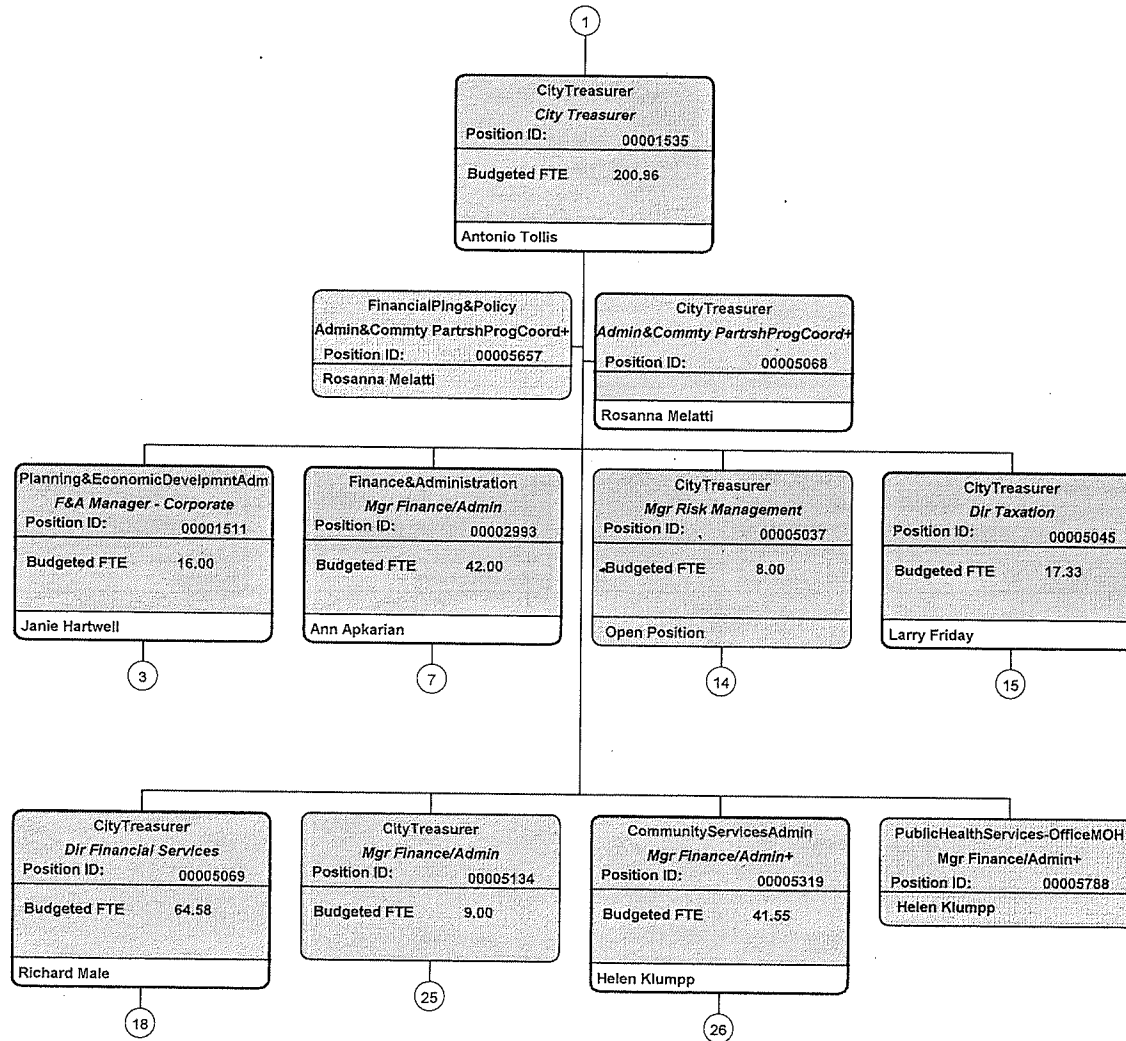 1
CityTreasurer
City Treasurer
Position ID: 00001535
Budgeted FTE 200.96
Antonio Tollis
FinancialPlng&Policy
Admin&Commty PartrshProgCoord+
Position ID: 00005657
Rosanna Melatti
CityTreasurer
Admin&Commty PartrshProgCoord+
Position ID: 00005068
Rosanna Melatti
Planning&EconomicDevelpmntAdm
F&A Manager - Corporate
Position ID: 00001511
Budgeted FTE 16.00
Janie Hartwell
3
Finance&Administration
Mgr Finance/Admin
Position ID: 00002993
Budgeted FTE 42.00
Ann Apkarian
7
CityTreasurer
Mgr Risk Management
Position ID: 00005037
Budgeted FTE 8.00
Open Position
14
CityTreasurer
Dir Taxation
Position ID: 00005045
Budgeted FTE 17.33
Larry Friday
15
CityTreasurer
Dir Financial Services
Position ID: 00005069
Budgeted FTE 64.58
Richard Male
18
CityTreasurer
Mgr Finance/Admin
Position ID: 00005134
Budgeted FTE 9.00
25
CommunityServicesAdmin
Mgr Finance/Admin+
Position ID: 00005319
Budgeted FTE 41.55
Helen Klumpp
26
PublicHealthServices-OfficeMOH
Mgr Finance/Admin+
Position ID: 00005788
Helen Klumpp